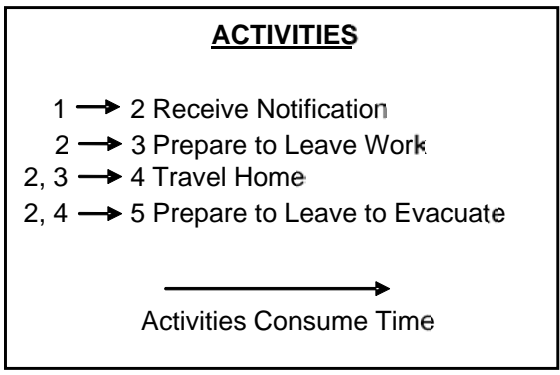 ACTIVITIES
1 → 2 Receive Notification
2 → 3 Prepare to Leave Work
2, 3 → 4 Travel Home
2, 4 → 5 Prepare to Leave to Evacuate
Activities Consume Time